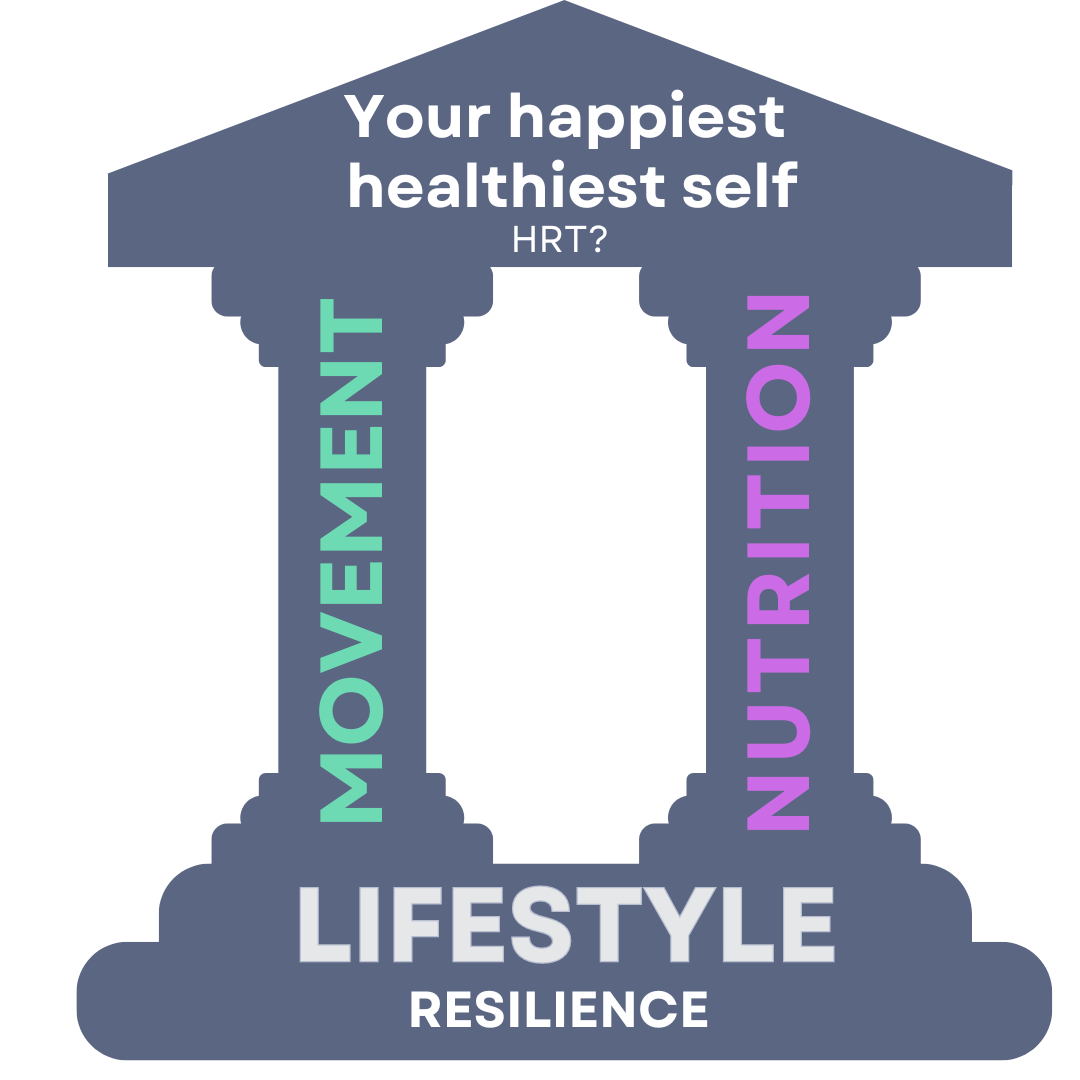 Your happiest
healthiest self
HRT?
MOVEMENT
NUTRITION
LIFESTYLE
RESILIENCE